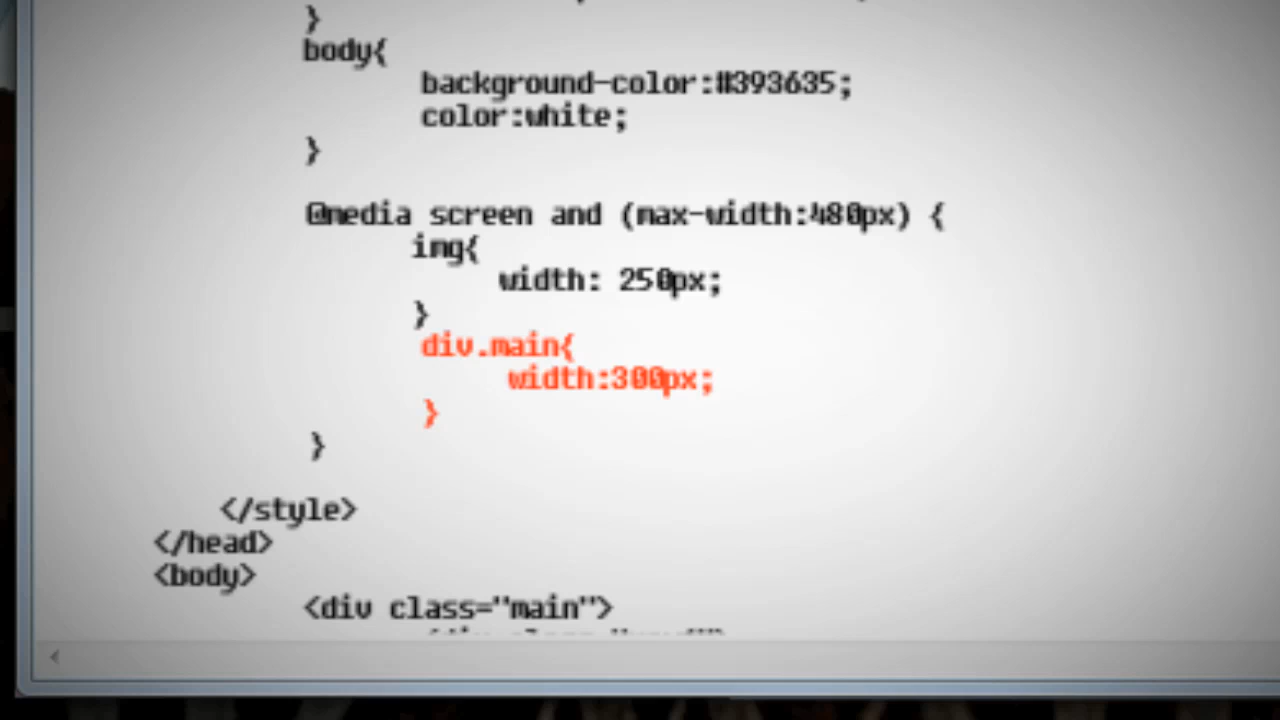 }
body{
background-color:#393635;
color:white;
}
@media screen and (max-width:480px) {
img{
width: 250px;
}
div.main{
width:300px;
}
}
</style>
</head>
<body>
<div class="main">